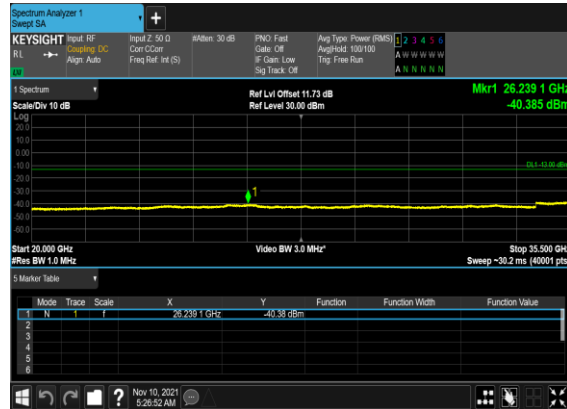 Spectrum Analyzer 1
Swept SA
+
KEYSIGHT Input: RF Input Z: 50 Ω #Atten: 30 dB PNO: Fast Avg Type: Power (RMS) 1 2 3 4 5 6
RL Coupling: DC Corr CCorr Gate: Off Avg|Hold: 100/100 A W W W W W
Align: Auto Freq Ref: Int (S) IF Gain: Low Trig: Free Run A N N N N N
Sig Track: Off
1 Spectrum
Ref Lvl Offset 11.73 dB Mkr1 26.239 1 GHz
Scale/Div 10 dB Ref Level 30.00 dBm -40.385 dBm
Log
20.0
10.0
0.00
-10.0 DL1 -13.00 dBm
-20.0
-30.0
-40.0 1
-50.0
-60.0
Start 20.000 GHz Video BW 3.0 MHz* Stop 35.500 GHz
#Res BW 1.0 MHz Sweep ~30.2 ms (40001 pts)
5 Marker Table
Mode Trace Scale X Y Function Function Width Function Value
1 N 1 f 26.239 1 GHz -40.38 dBm
2
3
4
5
6
? Nov 10, 2021
5:26:52 AM